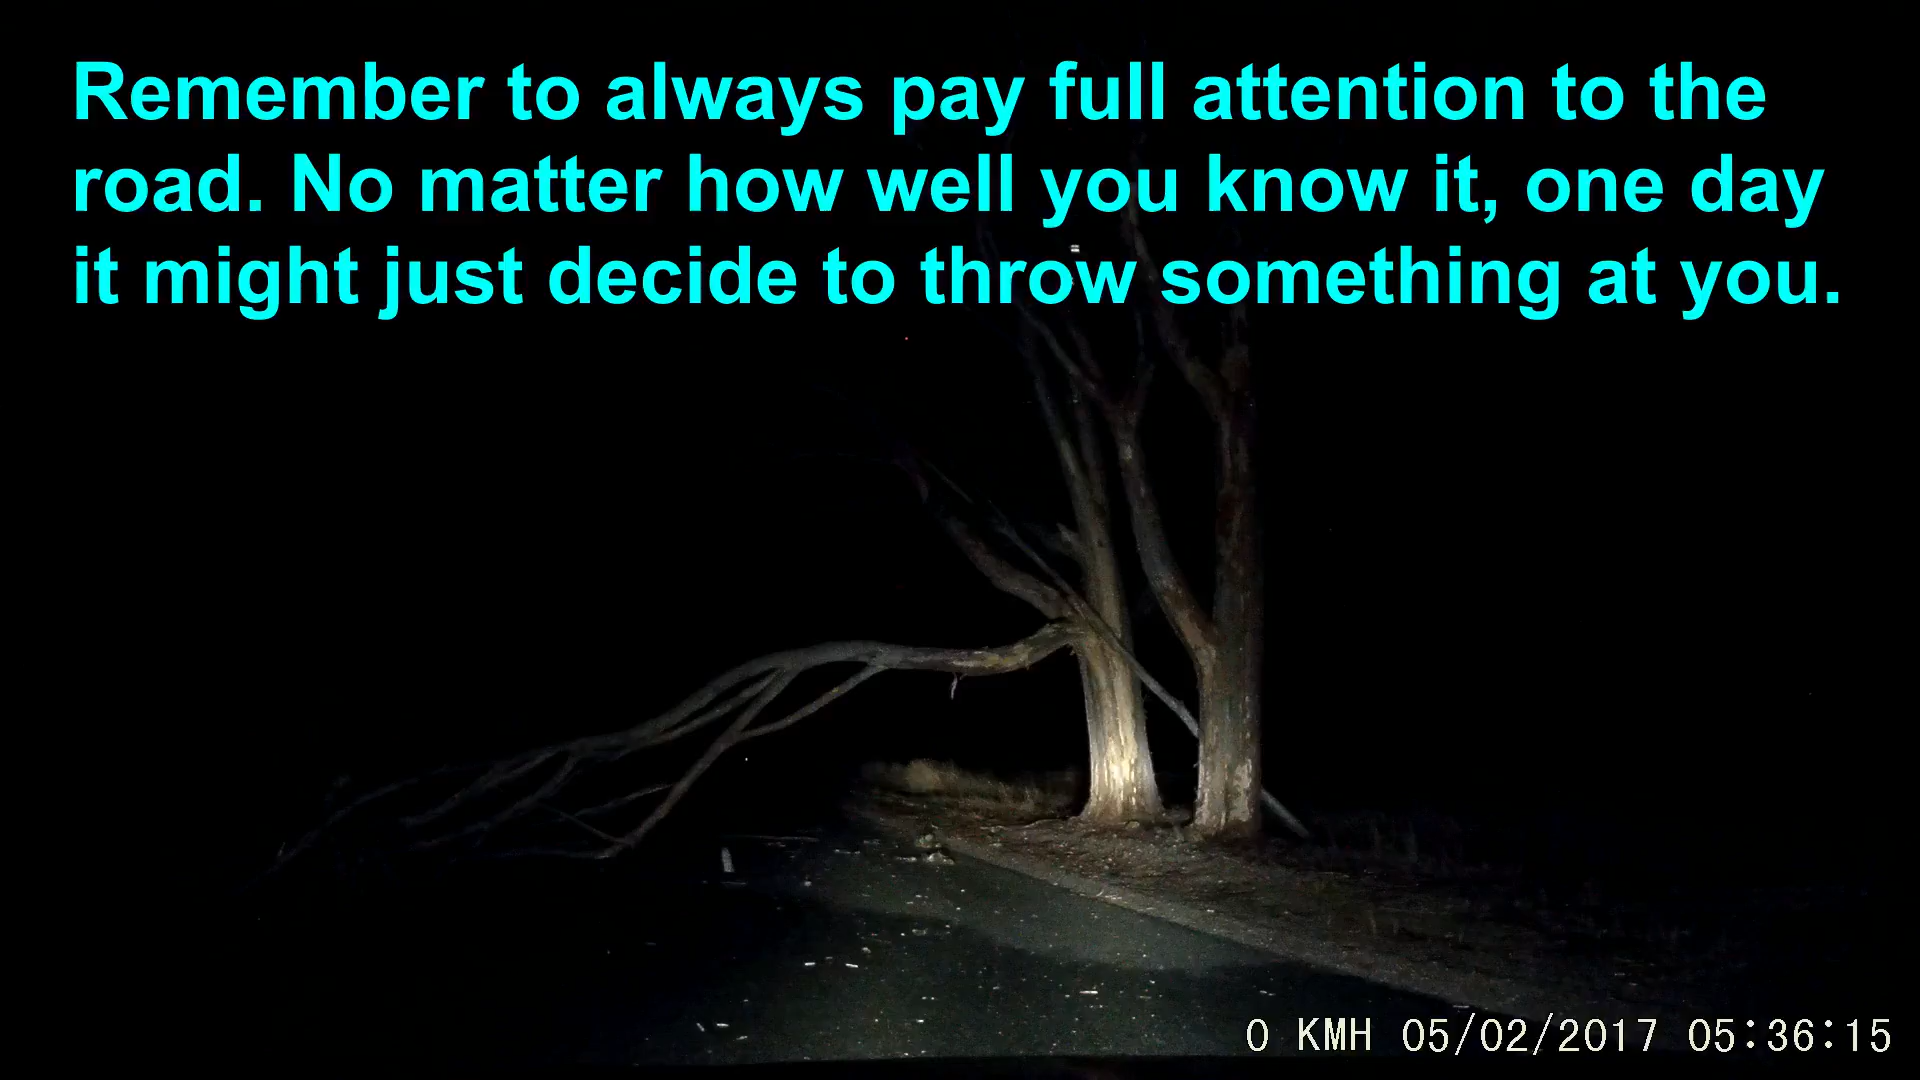 Remember to always pay full attention to the
road. No matter how well you know it, one day
it might just decide to throw something at you.
0 KMH 05/02/2017 05:36:15